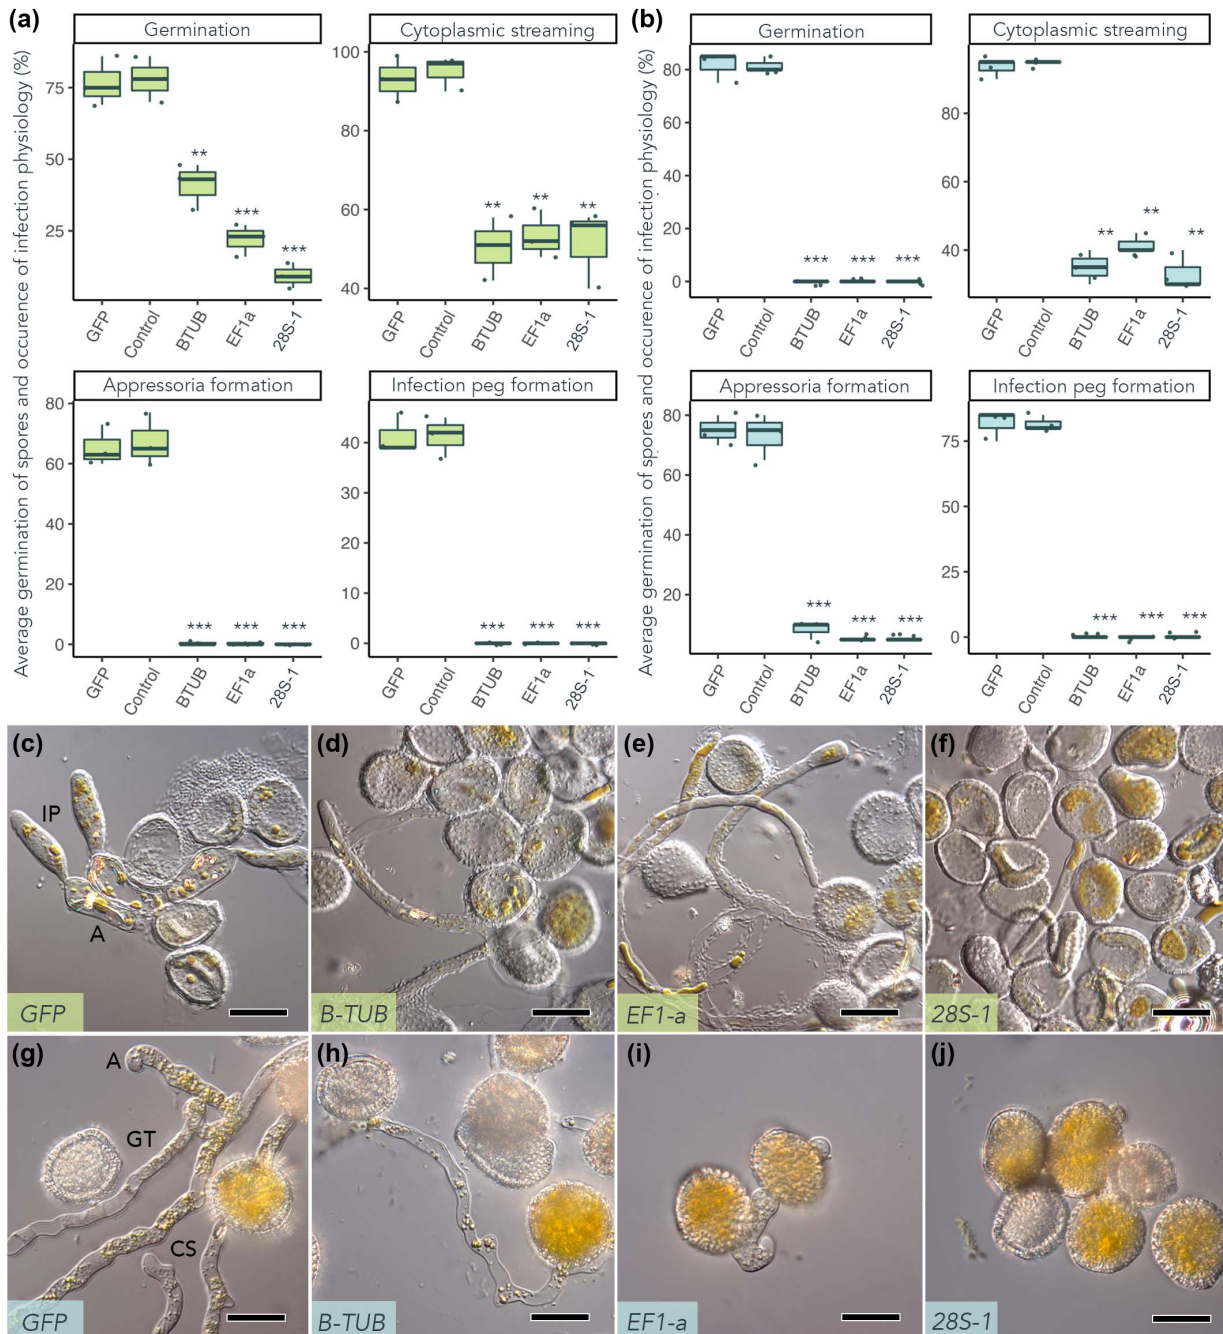 (a)
Average germination of spores and occurence of infection physiology (%)
Germination
75
50
25
**
***
***
GFP
Control
BTUB
EF1a
28S-1
Cytoplasmic streaming
100
80
60
40
**
**
**
GFP
Control
BTUB
EF1a
28S-1
Appressoria formation
80
60
40
20
0
***
***
***
GFP
Control
BTUB
EF1a
28S-1
Infection peg formation
40
30
20
10
0
***
***
***
GFP
Control
BTUB
EF1a
28S-1
(b)
Average germination of spores and occurence of infection physiology (%)
Germination
80
60
40
20
0
***
***
***
GFP
Control
BTUB
EF1a
28S-1
Cytoplasmic streaming
80
60
40
**
**
**
GFP
Control
BTUB
EF1a
28S-1
Appressoria formation
80
60
40
20
***
***
***
GFP
Control
BTUB
EF1a
28S-1
Infection peg formation
75
50
25
0
***
***
***
GFP
Control
BTUB
EF1a
28S-1
(c)
IP
A
GFP
(d)
B-TUB
(e)
EF1-a
(f)
28S-1
(g)
A
GT
CS
GFP
(h)
B-TUB
(i)
EF1-a
(j)
28S-1